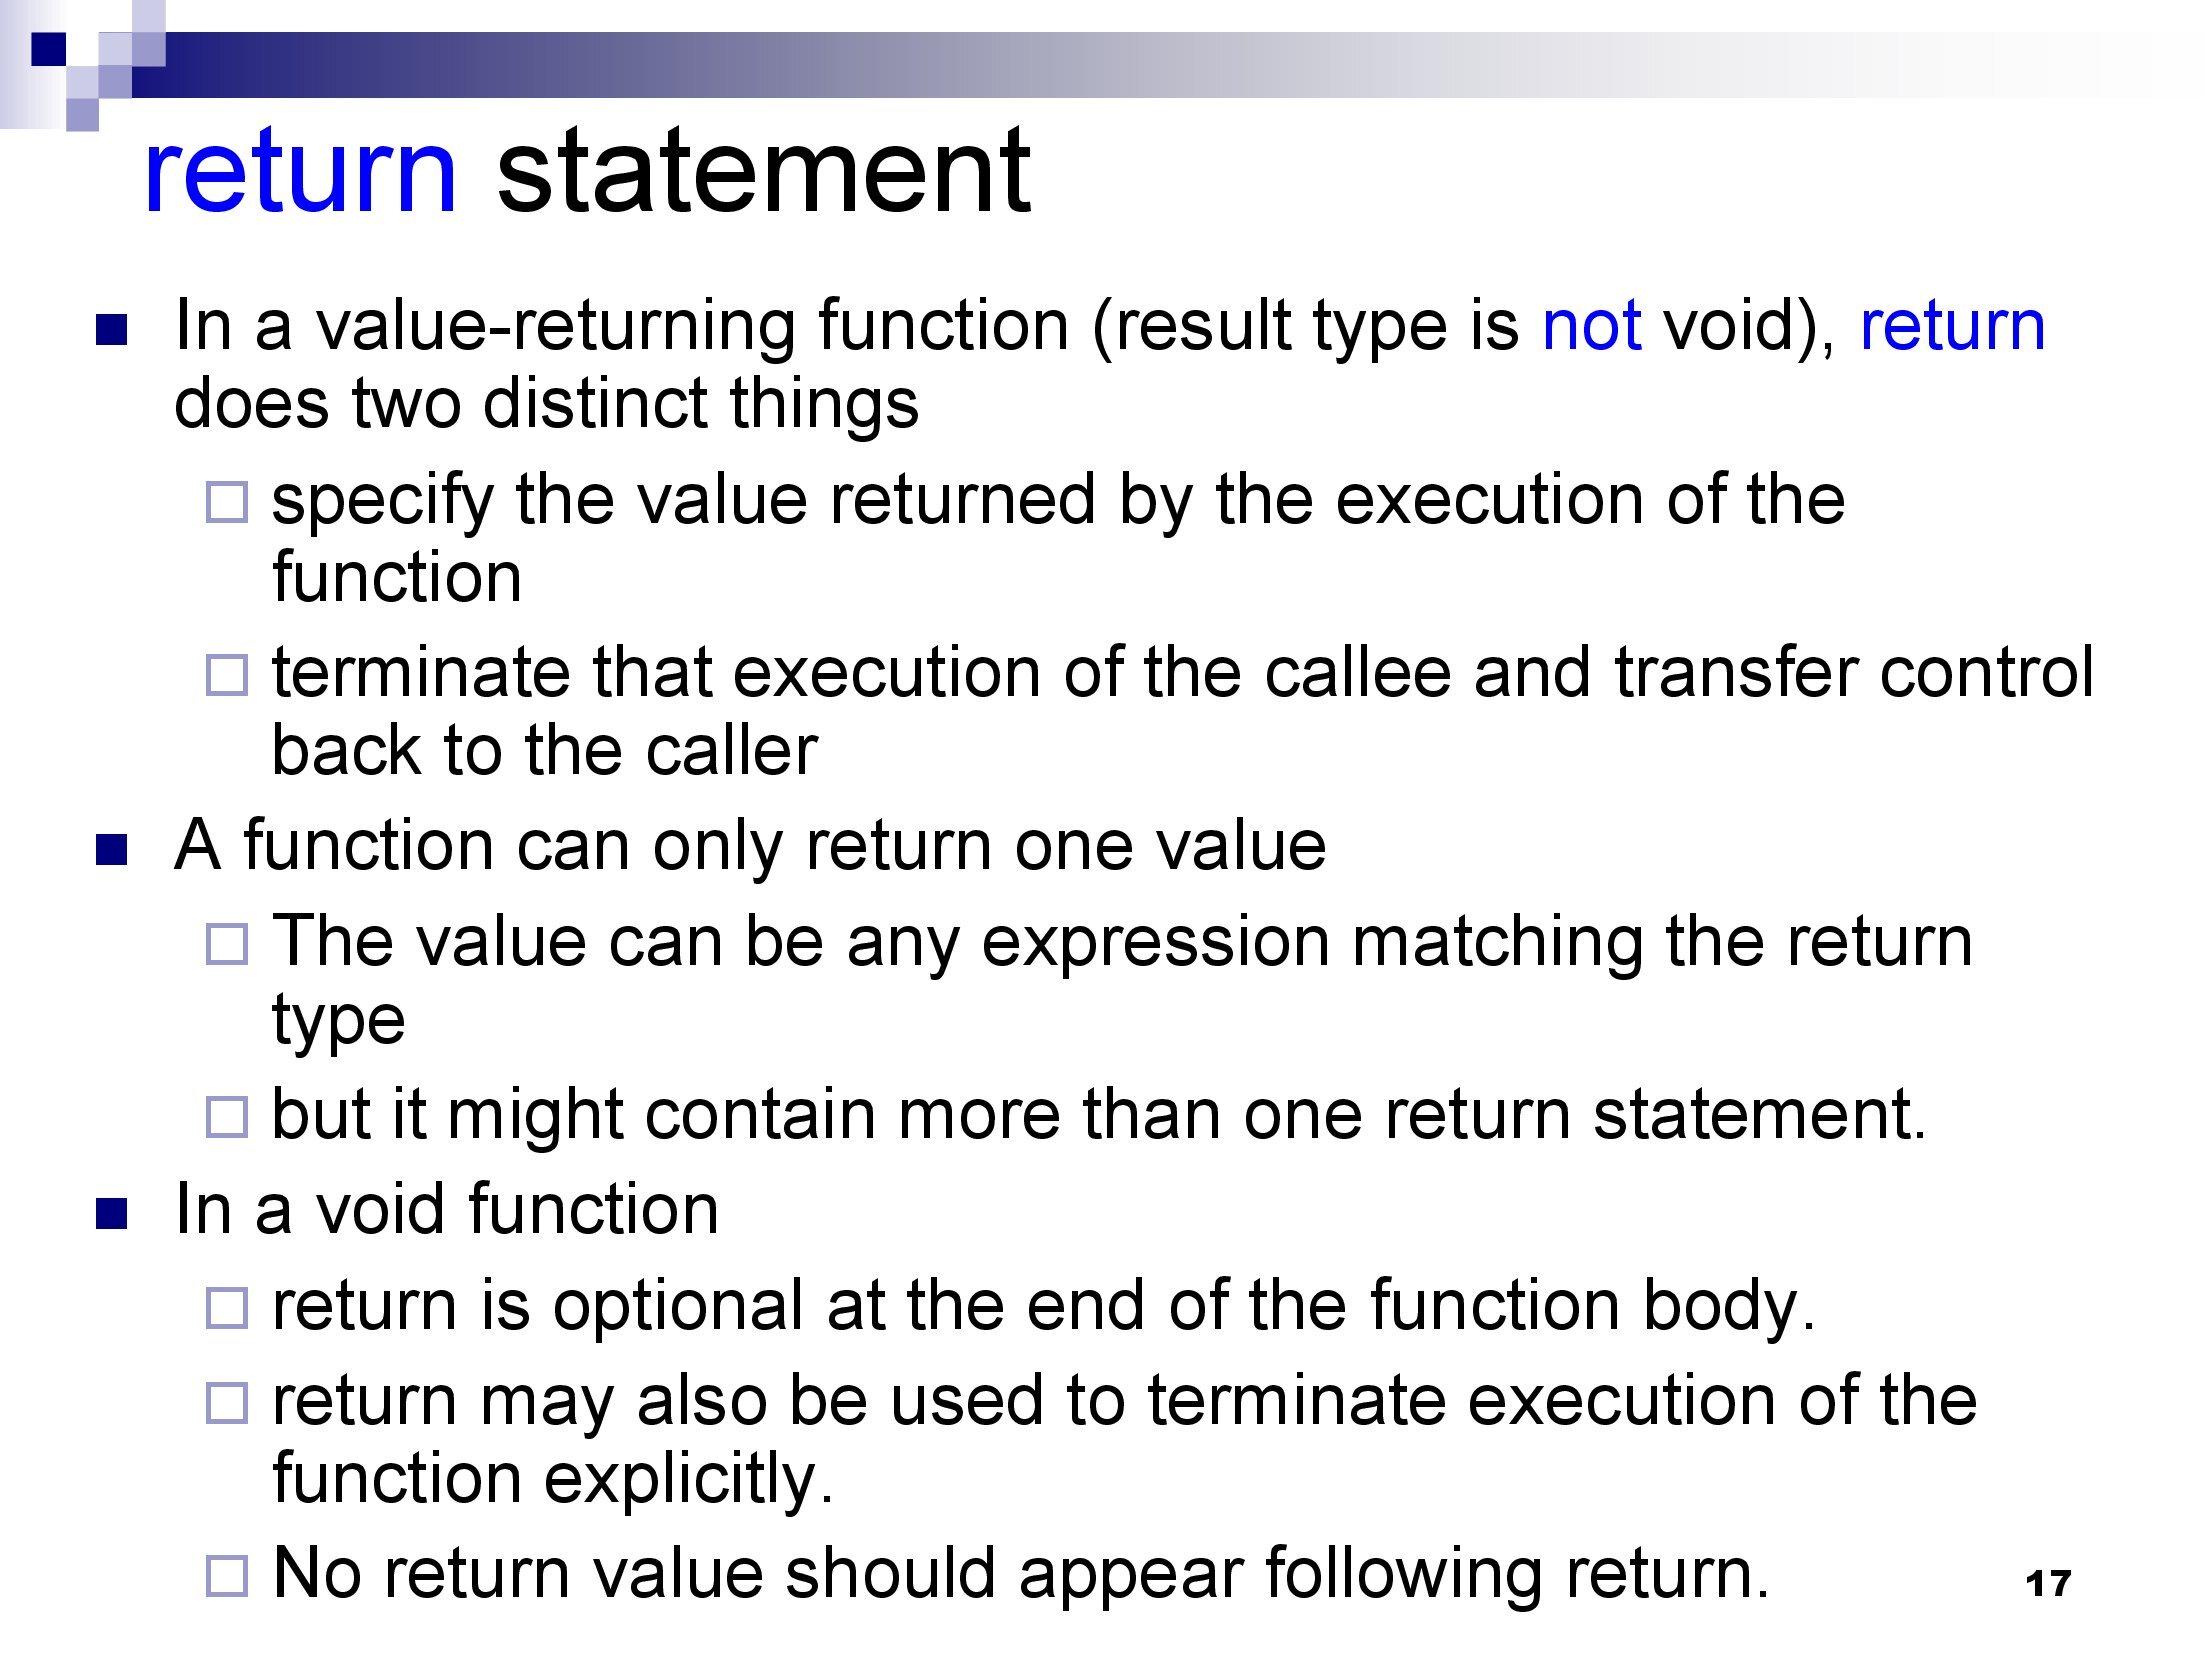 return statement
In a value-returning function (result type is not void), return
does two distinct things
specify the value returned by the execution of the
function
terminate that execution of the callee and transfer control
back to the caller
A function can only return one value
The value can be any expression matching the return
type
but it might contain more than one return statement.
In a void function
return is optional at the end of the function body.
return may also be used to terminate execution of the
function explicitly.
No return value should appear following return.
17